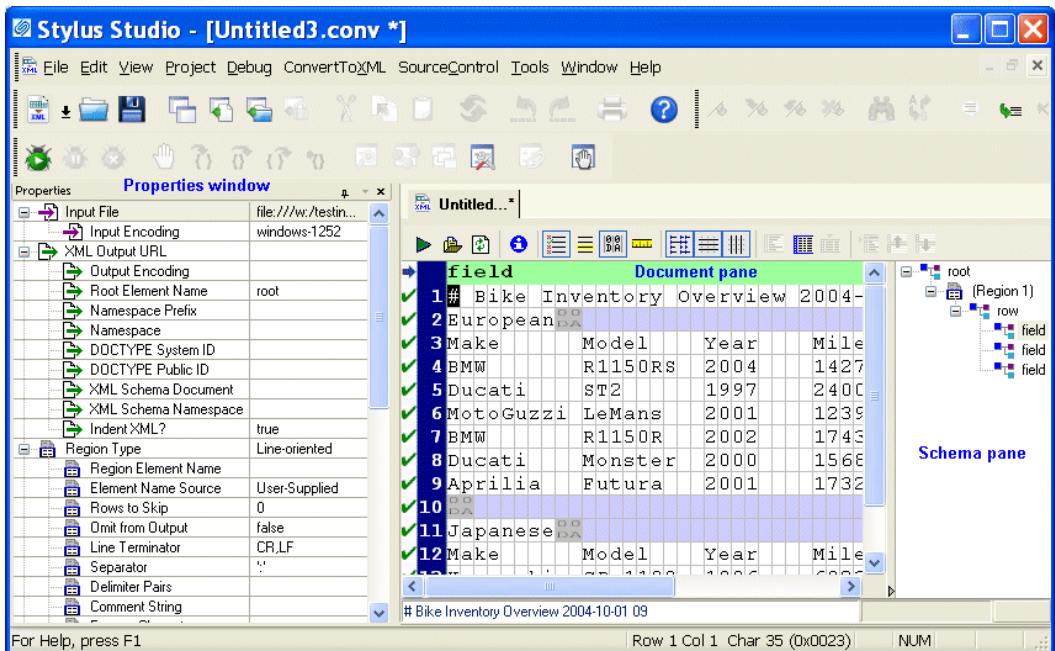 Stylus Studio - [Untitled3.conv *]
File Edit View Project Debug ConvertToXML SourceControl Tools Window Help
Properties
Properties window
Input File file:///w:/testin...
Input Encoding windows-1252
XML Output URL
Output Encoding
Root Element Name root
Namespace Prefix
Namespace
DOCTYPE System ID
DOCTYPE Public ID
XML Schema Document
XML Schema Namespace
Indent XML? true
Region Type Line-oriented
Region Element Name
Element Name Source User-Supplied
Rows to Skip 0
Omit from Output false
Line Terminator CR,LF
Separator
Delimiter Pairs
Comment String
Untitled...*
field Document pane
1 # Bike Inventory Overview 2004-
2 European
3 Make Model Year Mile
4 BMW R1150RS 2004 1427
5 Ducati ST2 1997 2400
6 MotoGuzzi LeMans 2001 1239
7 BMW R1150R 2002 1743
8 Ducati Monster 2000 1568
9 Aprilia Futura 2001 1732
10
11 Japanese
12 Make Model Year Mile
# Bike Inventory Overview 2004-10-01 09
root
(Region 1)
row
field
field
field
Schema pane
For Help, press F1
Row 1 Col 1 Char 35 (0x0023) NUM